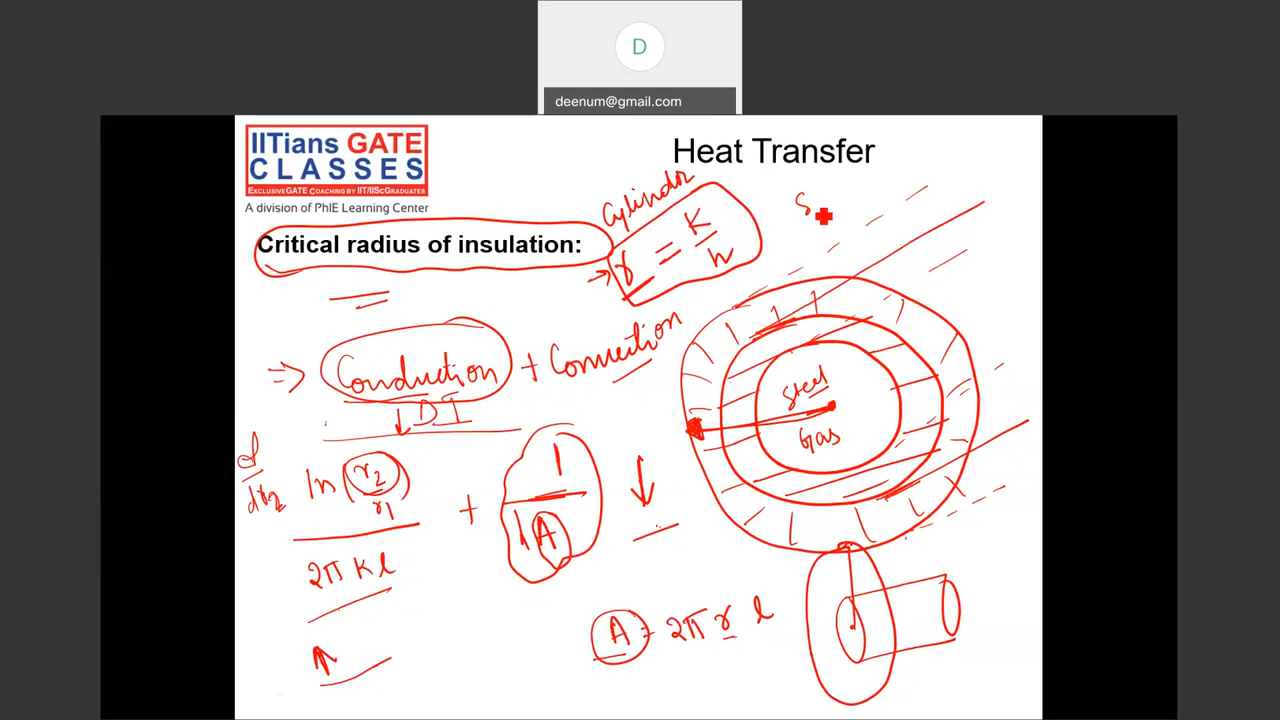 D
deenum@gmail.com
IITians GATE
CLASSES
EXCLUSIVE GATE COACHING BY IIT/IISc GRADUATES
A division of PhIE Learning Center
Heat Transfer
Critical radius of insulation:
Cylinder
r = K/h
S
⇒ Conduction + Convection
↓
d/dr2 ln(r2/r1)/2πKl + 1/hA ↓
↑
Steel
Gas
A = 2π r l